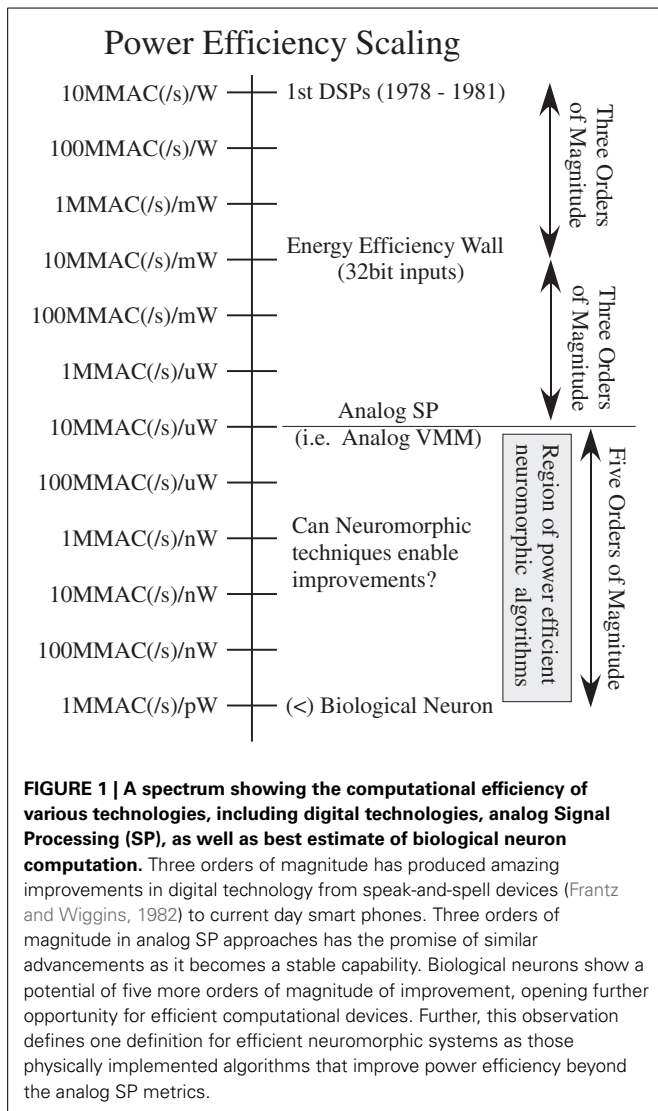 Power Efficiency Scaling
10MMAC(/s)/W
1st DSPs (1978 - 1981)
100MMAC(/s)/W
1MMAC(/s)/mW
Three Orders
of Magnitude
10MMAC(/s)/mW
Energy Efficiency Wall
(32bit inputs)
100MMAC(/s)/mW
1MMAC(/s)/uW
Three Orders
of Magnitude
10MMAC(/s)/uW
Analog SP
(i.e. Analog VMM)
100MMAC(/s)/uW
1MMAC(/s)/nW
Can Neuromorphic
techniques enable
improvements?
10MMAC(/s)/nW
100MMAC(/s)/nW
Region of power efficient
neuromorphic algorithms
Five Orders of Magnitude
1MMAC(/s)/pW
(<) Biological Neuron
FIGURE 1 | A spectrum showing the computational efficiency of
various technologies, including digital technologies, analog Signal
Processing (SP), as well as best estimate of biological neuron
computation. Three orders of magnitude has produced amazing
improvements in digital technology from speak-and-spell devices (Frantz
and Wiggins, 1982) to current day smart phones. Three orders of
magnitude in analog SP approaches has the promise of similar
advancements as it becomes a stable capability. Biological neurons show a
potential of five more orders of magnitude of improvement, opening further
opportunity for efficient computational devices. Further, this observation
defines one definition for efficient neuromorphic systems as those
physically implemented algorithms that improve power efficiency beyond
the analog SP metrics.